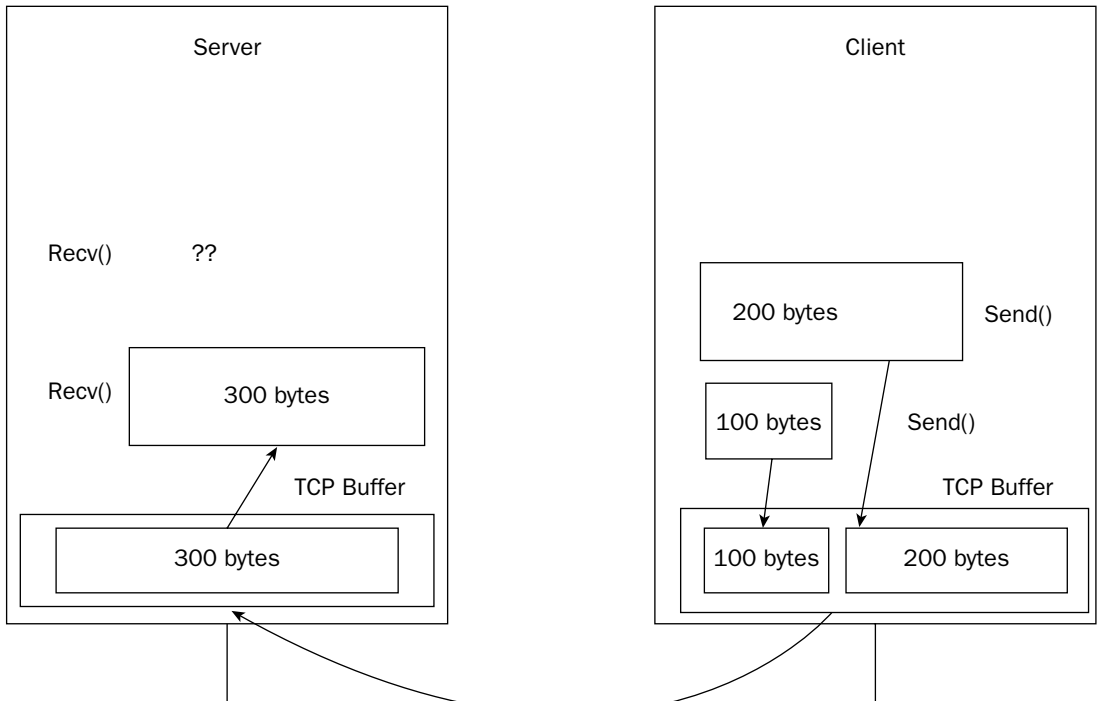 Server
Recv() ??
Recv() 300 bytes
TCP Buffer
300 bytes
Client
200 bytes Send()
100 bytes Send()
TCP Buffer
100 bytes 200 bytes